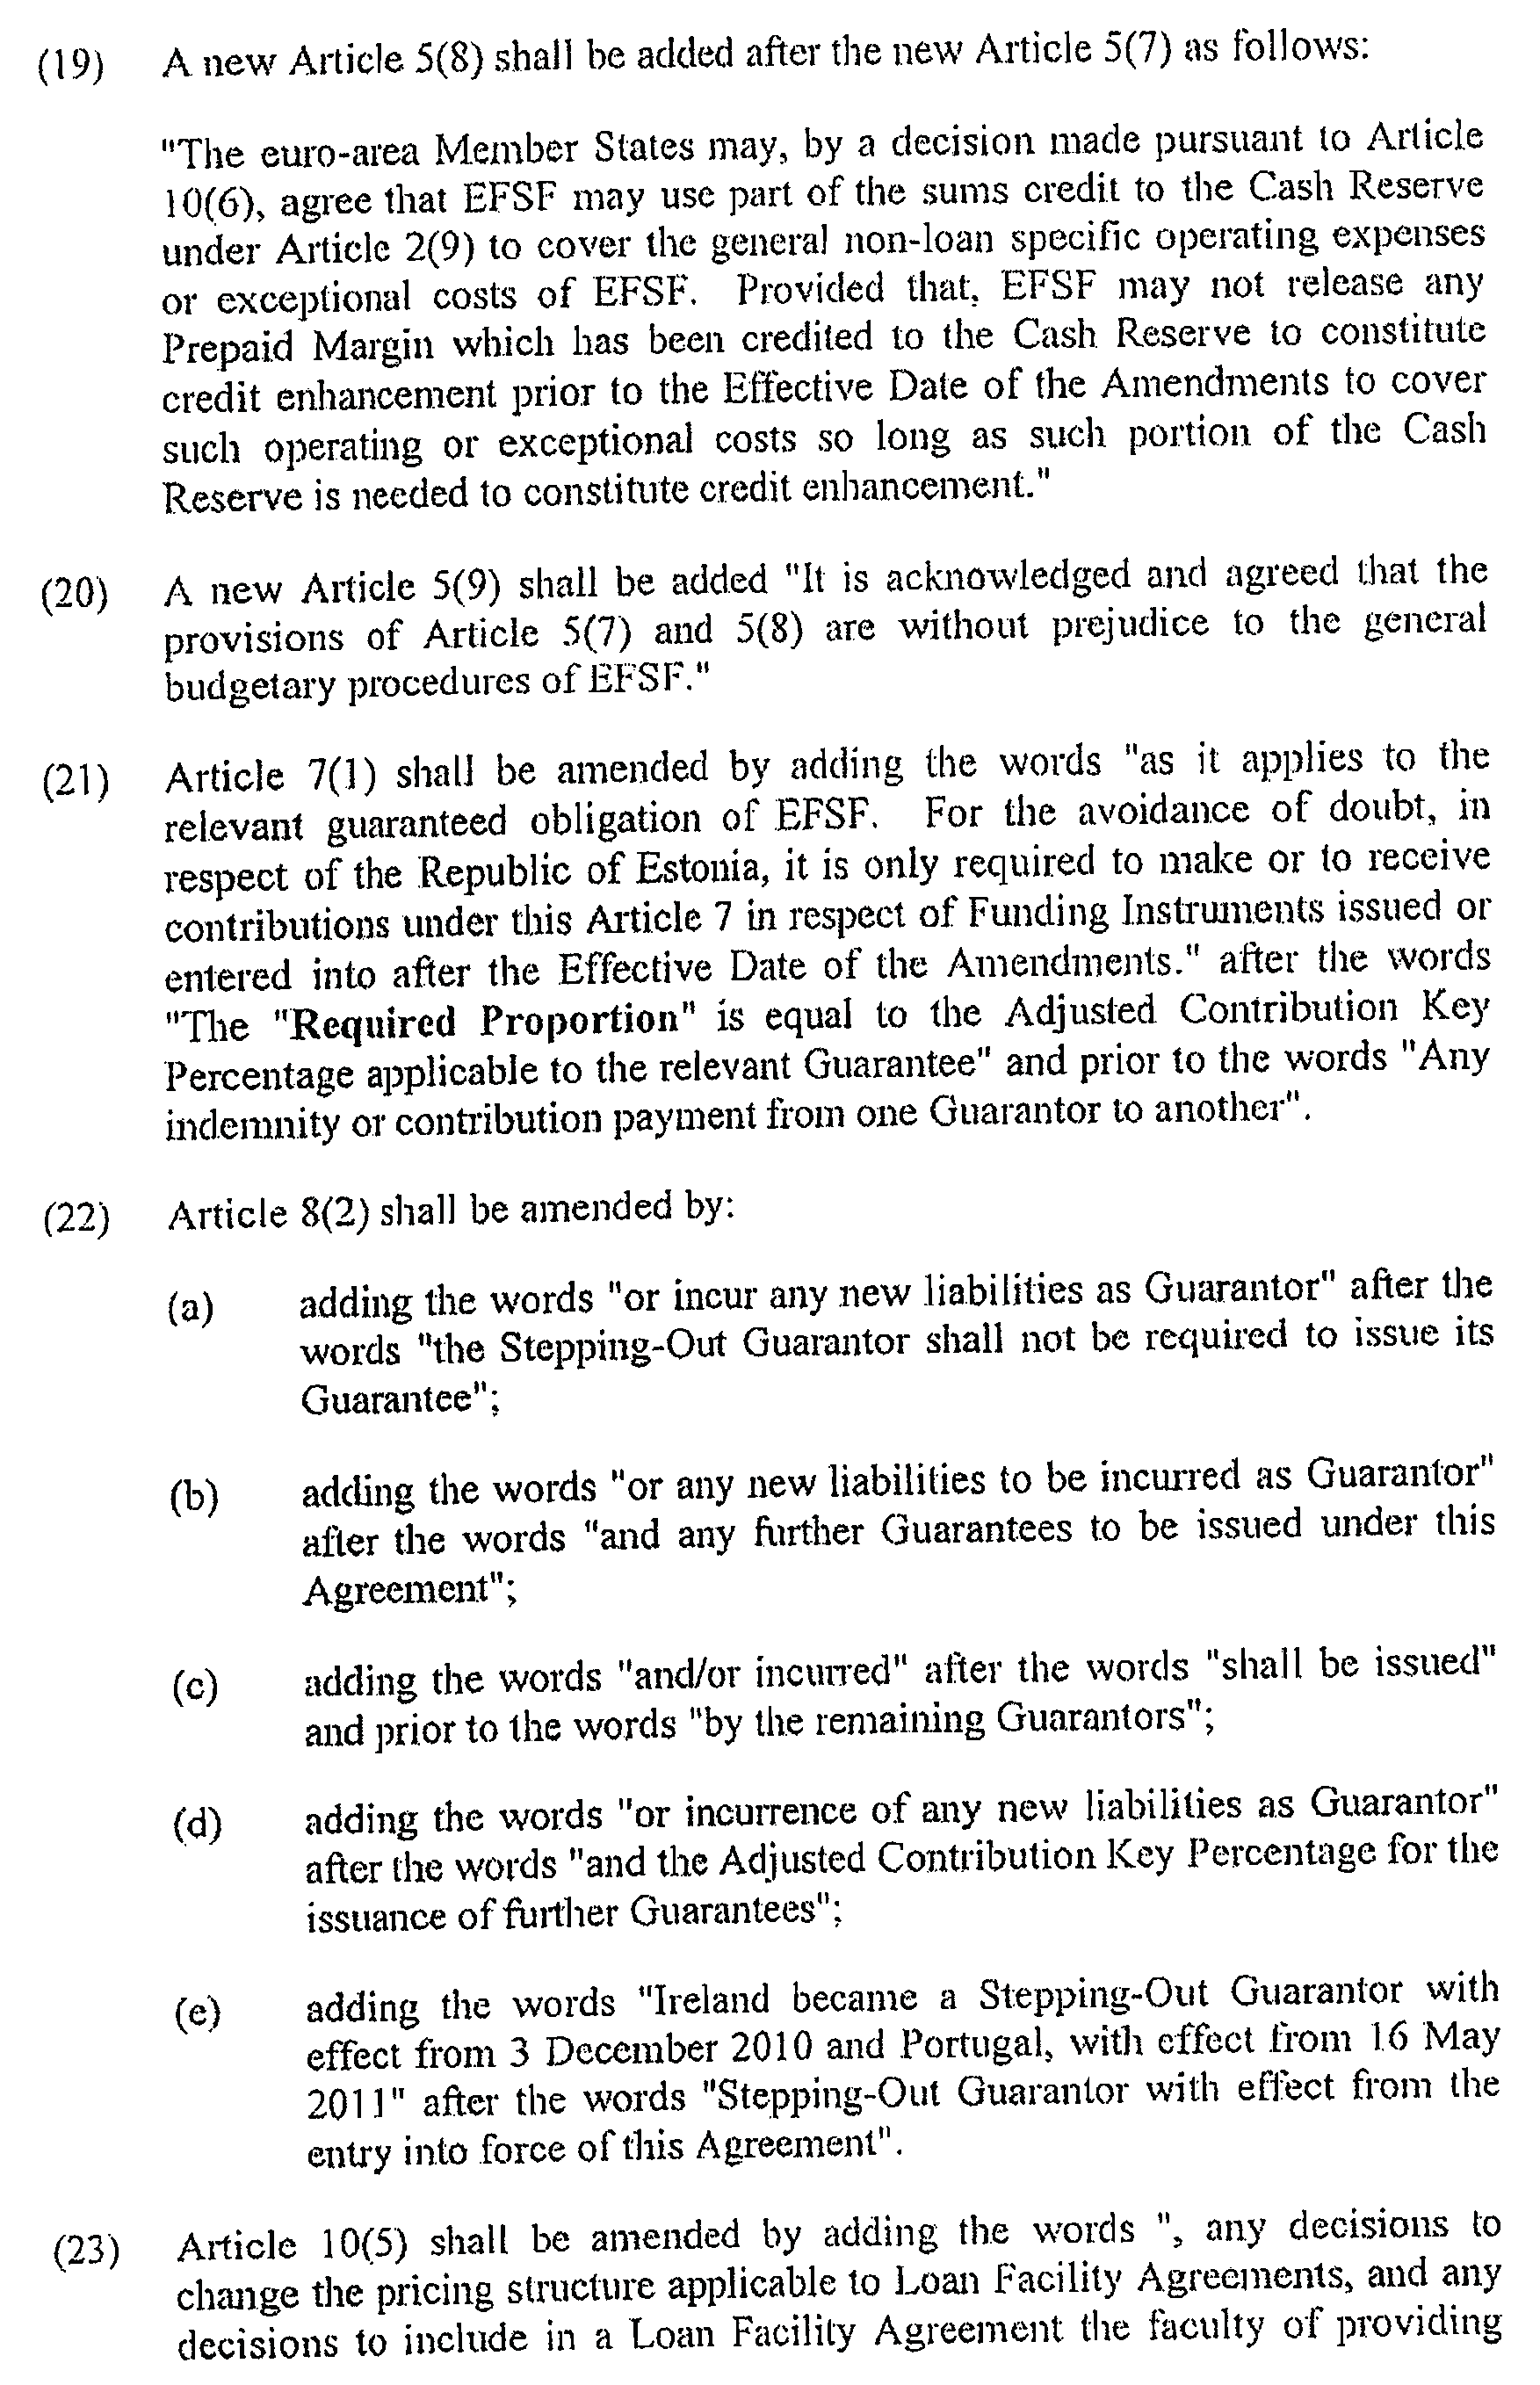 (19) A new Article 5(8) shall be added after the new Article 5(7) as follows:
"The euro-area Member States may, by a decision made pursuant to Article
10(6), agree that EFSF may use part of the sums credit to the Cash Reserve
under Article 2(9) to cover the general non-loan specific operating expenses
or exceptional costs of EFSF. Provided that, EFSF may not release any
Prepaid Margin which has been credited to the Cash Reserve to constitute
credit enhancement prior to the Effective Date of the Amendments to cover
such operating or exceptional costs so long as such portion of the Cash
Reserve is needed to constitute credit enhancement."
(20) A new Article 5(9) shall be added "It is acknowledged and agreed that the
provisions of Article 5(7) and 5(8) are without prejudice to the general
budgetary procedures of EFSF."
(21) Article 7(1) shall be amended by adding the words "as it applies to the
relevant guaranteed obligation of EFSF. For the avoidance of doubt, in
respect of the Republic of Estonia, it is only required to make or to receive
contributions under this Article 7 in respect of Funding Instruments issued or
entered into after the Effective Date of the Amendments." after the words
"The "Required Proportion" is equal to the Adjusted Contribution Key
Percentage applicable to the relevant Guarantee" and prior to the words "Any
indemnity or contribution payment from one Guarantor to another".
(22) Article 8(2) shall be amended by:
(a) adding the words "or incur any new liabilities as Guarantor" after the
words "the Stepping-Out Guarantor shall not be required to issue its
Guarantee";
(b) adding the words "or any new liabilities to be incurred as Guarantor"
after the words "and any further Guarantees to be issued under this
Agreement";
(c) adding the words "and/or incurred" after the words "shall be issued"
and prior to the words "by the remaining Guarantors";
(d) adding the words "or incurrence of any new liabilities as Guarantor"
after the words "and the Adjusted Contribution Key Percentage for the
issuance of further Guarantees";
(e) adding the words "Ireland became a Stepping-Out Guarantor with
effect from 3 December 2010 and Portugal, with effect from 16 May
2011" after the words "Stepping-Out Guarantor with effect from the
entry into force of this Agreement".
(23) Article 10(5) shall be amended by adding the words ", any decisions to
change the pricing structure applicable to Loan Facility Agreements, and any
decisions to include in a Loan Facility Agreement the faculty of providing